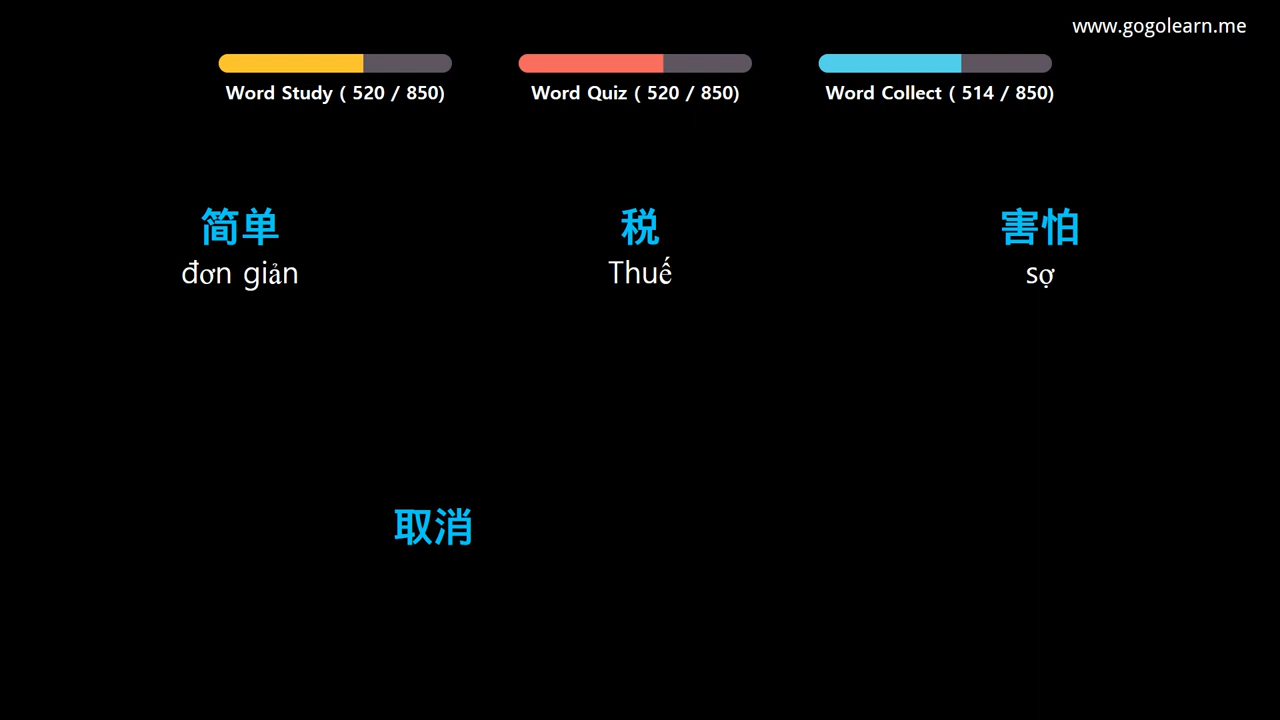 www.gogolearn.me
Word Study ( 520 / 850)
Word Quiz ( 520 / 850)
Word Collect ( 514 / 850)
简单
đơn giản
税
Thuế
害怕
sợ
取消